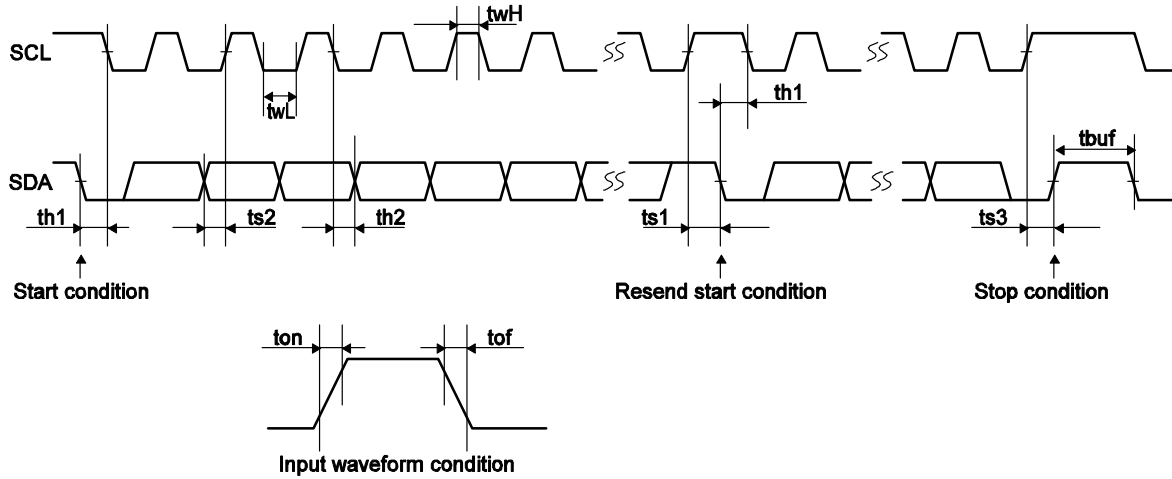 twH
SCL
twL
th1
tbuf
SDA
th1
ts2
th2
ts1
ts3
Start condition
Resend start condition
Stop condition
ton
tof
Input waveform condition